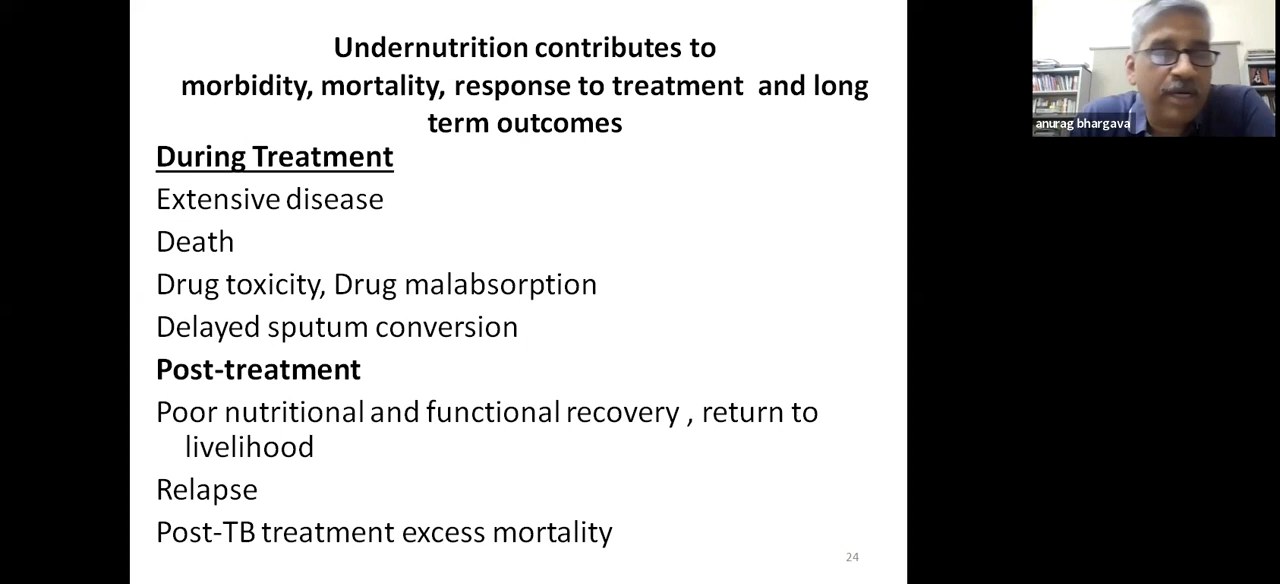 Undernutrition contributes to
morbidity, mortality, response to treatment and long
term outcomes
During Treatment
Extensive disease
Death
Drug toxicity, Drug malabsorption
Delayed sputum conversion
Post-treatment
Poor nutritional and functional recovery , return to
livelihood
Relapse
Post-TB treatment excess mortality
24
anurag bhargava